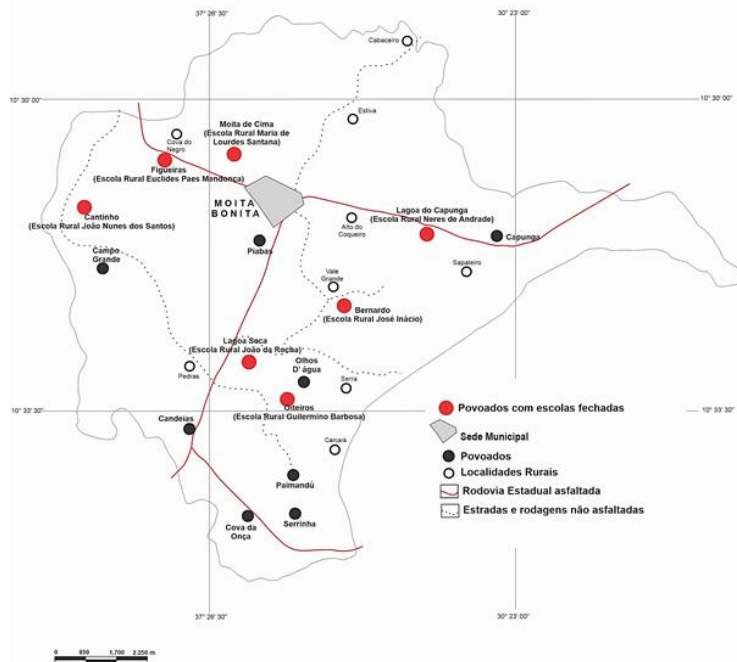 37° 26' 30"
30° 23' 00"
Cabaceiro
10° 30' 00"
10° 30' 00"
Estiva
Moita de Cima
(Escola Rural Maria de
Lourdes Santana)
Cova do
Negro
Figueiras
(Escola Rural Euclides Paes Mendonça)
MOITA
BONITA
Cantinho
(Escola Rural João Nunes dos Santos)
Lagoa do Capunga
(Escola Rural Neres de Andrade)
Alto do
Coqueiro
Capunga
Piabas
Campo
Grande
Sapateiro
Vale
Grande
Bernardo
(Escola Rural José Inácio)
Lagoa Seca
(Escola Rural João da Rocha)
Olhos
D' água
Pedras
Serra
Oiteiros
(Escola Rural Guilermino Barbosa)
10° 33' 30"
10° 33' 30"
Candeias
Carcará
Paimandú
Cova da
Onça
Serrinha
Povoados com escolas fechadas
Sede Municipal
Povoados
Localidades Rurais
Rodovia Estadual asfaltada
Estradas e rodagens não asfaltadas
37° 26' 30"
30° 23' 00"
0 850 1,700 2,250 m